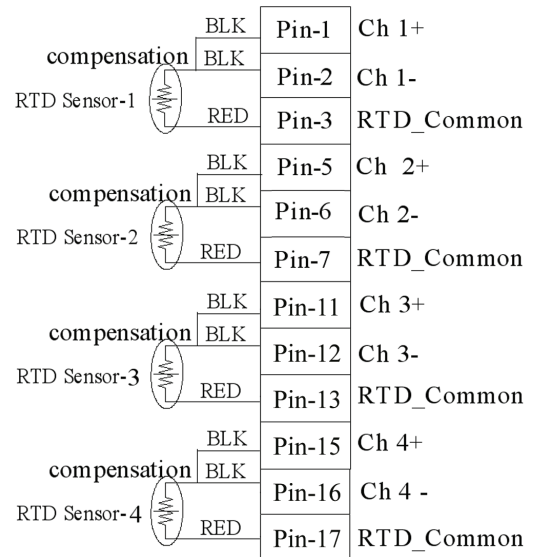 BLK Pin-1 Ch 1+
compensation BLK
Pin-2 Ch 1-
RTD Sensor-1
RED Pin-3 RTD_Common
BLK Pin-5 Ch 2+
compensation BLK
Pin-6 Ch 2-
RTD Sensor-2
RED Pin-7 RTD_Common
BLK Pin-11 Ch 3+
compensation BLK
Pin-12 Ch 3-
RTD Sensor-3
RED Pin-13 RTD_Common
BLK Pin-15 Ch 4+
compensation BLK
Pin-16 Ch 4 -
RTD Sensor-4
RED Pin-17 RTD_Common